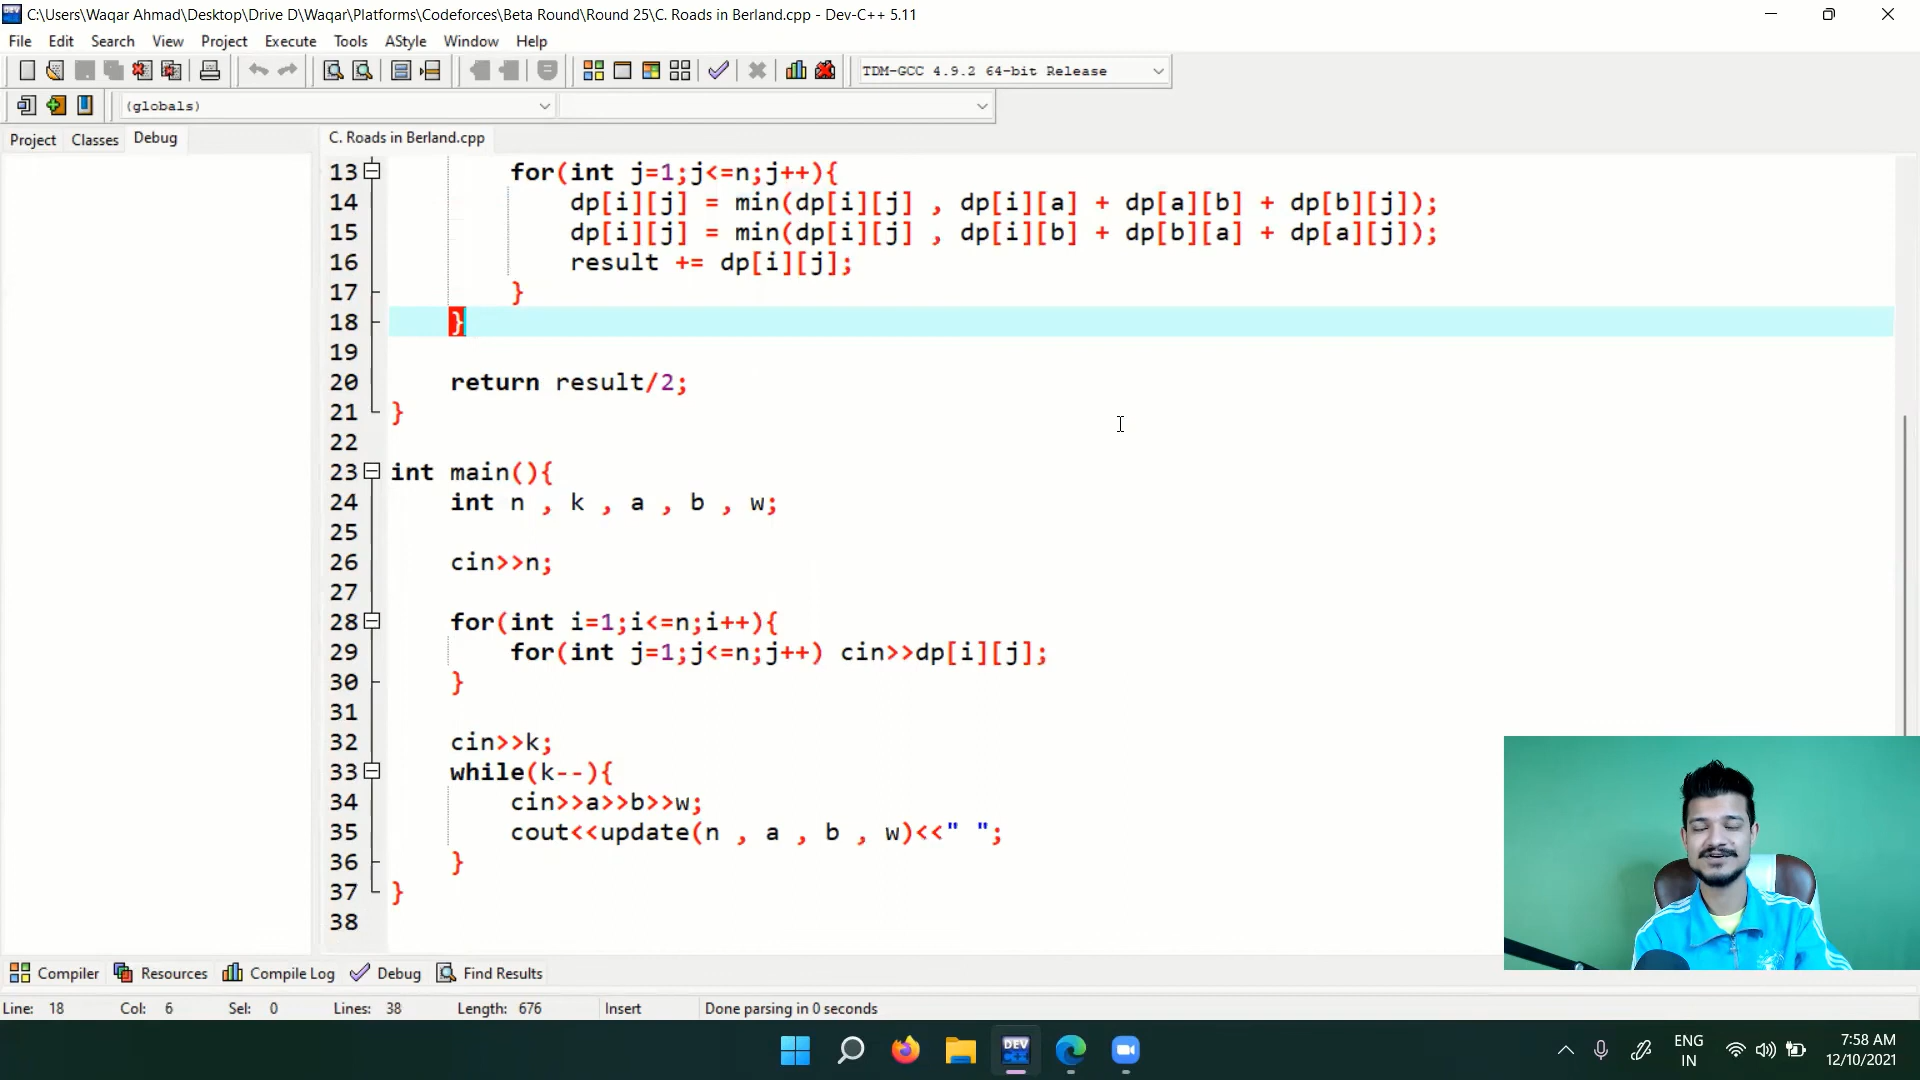 C:\Users\Waqar Ahmad\Desktop\Drive D\Waqar\Platforms\Codeforces\Beta Round\Round 25\C. Roads in Berland.cpp - Dev-C++ 5.11
File Edit Search View Project Execute Tools AStyle Window Help
TDM-GCC 4.9.2 64-bit Release
(globals)
Project Classes Debug
C. Roads in Berland.cpp
13 for(int j=1;j<=n;j++){
14 dp[i][j] = min(dp[i][j] , dp[i][a] + dp[a][b] + dp[b][j]);
15 dp[i][j] = min(dp[i][j] , dp[i][b] + dp[b][a] + dp[a][j]);
16 result += dp[i][j];
17 }
18 }
19
20 return result/2;
21 }
22
23 int main(){
24 int n , k , a , b , w;
25
26 cin>>n;
27
28 for(int i=1;i<=n;i++){
29 for(int j=1;j<=n;j++) cin>>dp[i][j];
30 }
31
32 cin>>k;
33 while(k--){
34 cin>>a>>b>>w;
35 cout<<update(n , a , b , w)<<" ";
36 }
37 }
38
Compiler Resources Compile Log Debug Find Results
Line: 18 Col: 6 Sel: 0 Lines: 38 Length: 676 Insert Done parsing in 0 seconds
DEV
ENG
IN
7:58 AM
12/10/2021